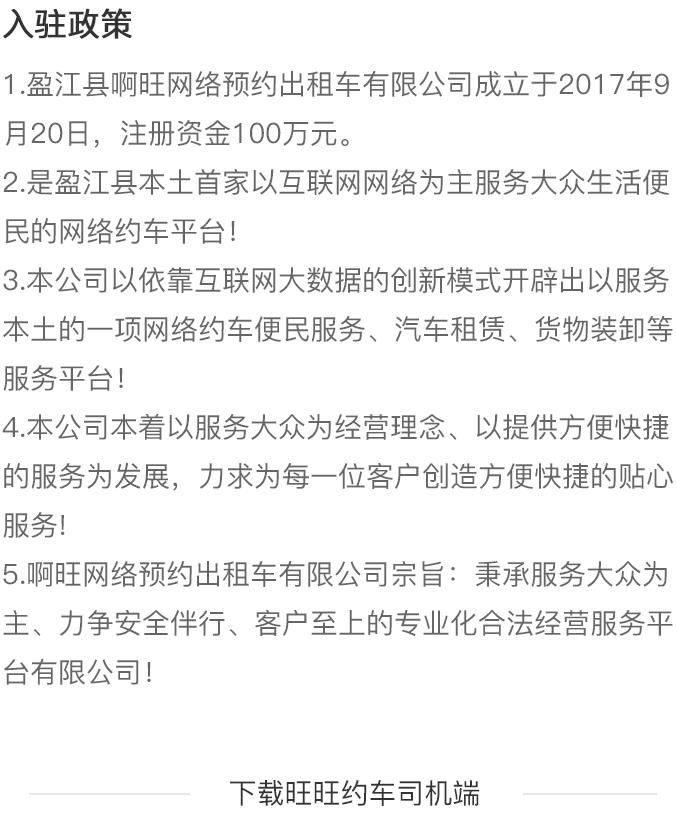 入驻政策
1.盈江县啊旺网络预约出租车有限公司成立于2017年9
月20日，注册资金100万元。
2.是盈江县本土首家以互联网网络为主服务大众生活便
民的网络约车平台！
3.本公司以依靠互联网大数据的创新模式开辟出以服务
本土的一项网络约车便民服务、汽车租赁、货物装卸等
服务平台！
4.本公司本着以服务大众为经营理念、以提供方便快捷
的服务为发展，力求为每一位客户创造方便快捷的贴心
服务!
5.啊旺网络预约出租车有限公司宗旨：秉承服务大众为
主、力争安全伴行、客户至上的专业化合法经营服务平
台有限公司！
下载旺旺约车司机端